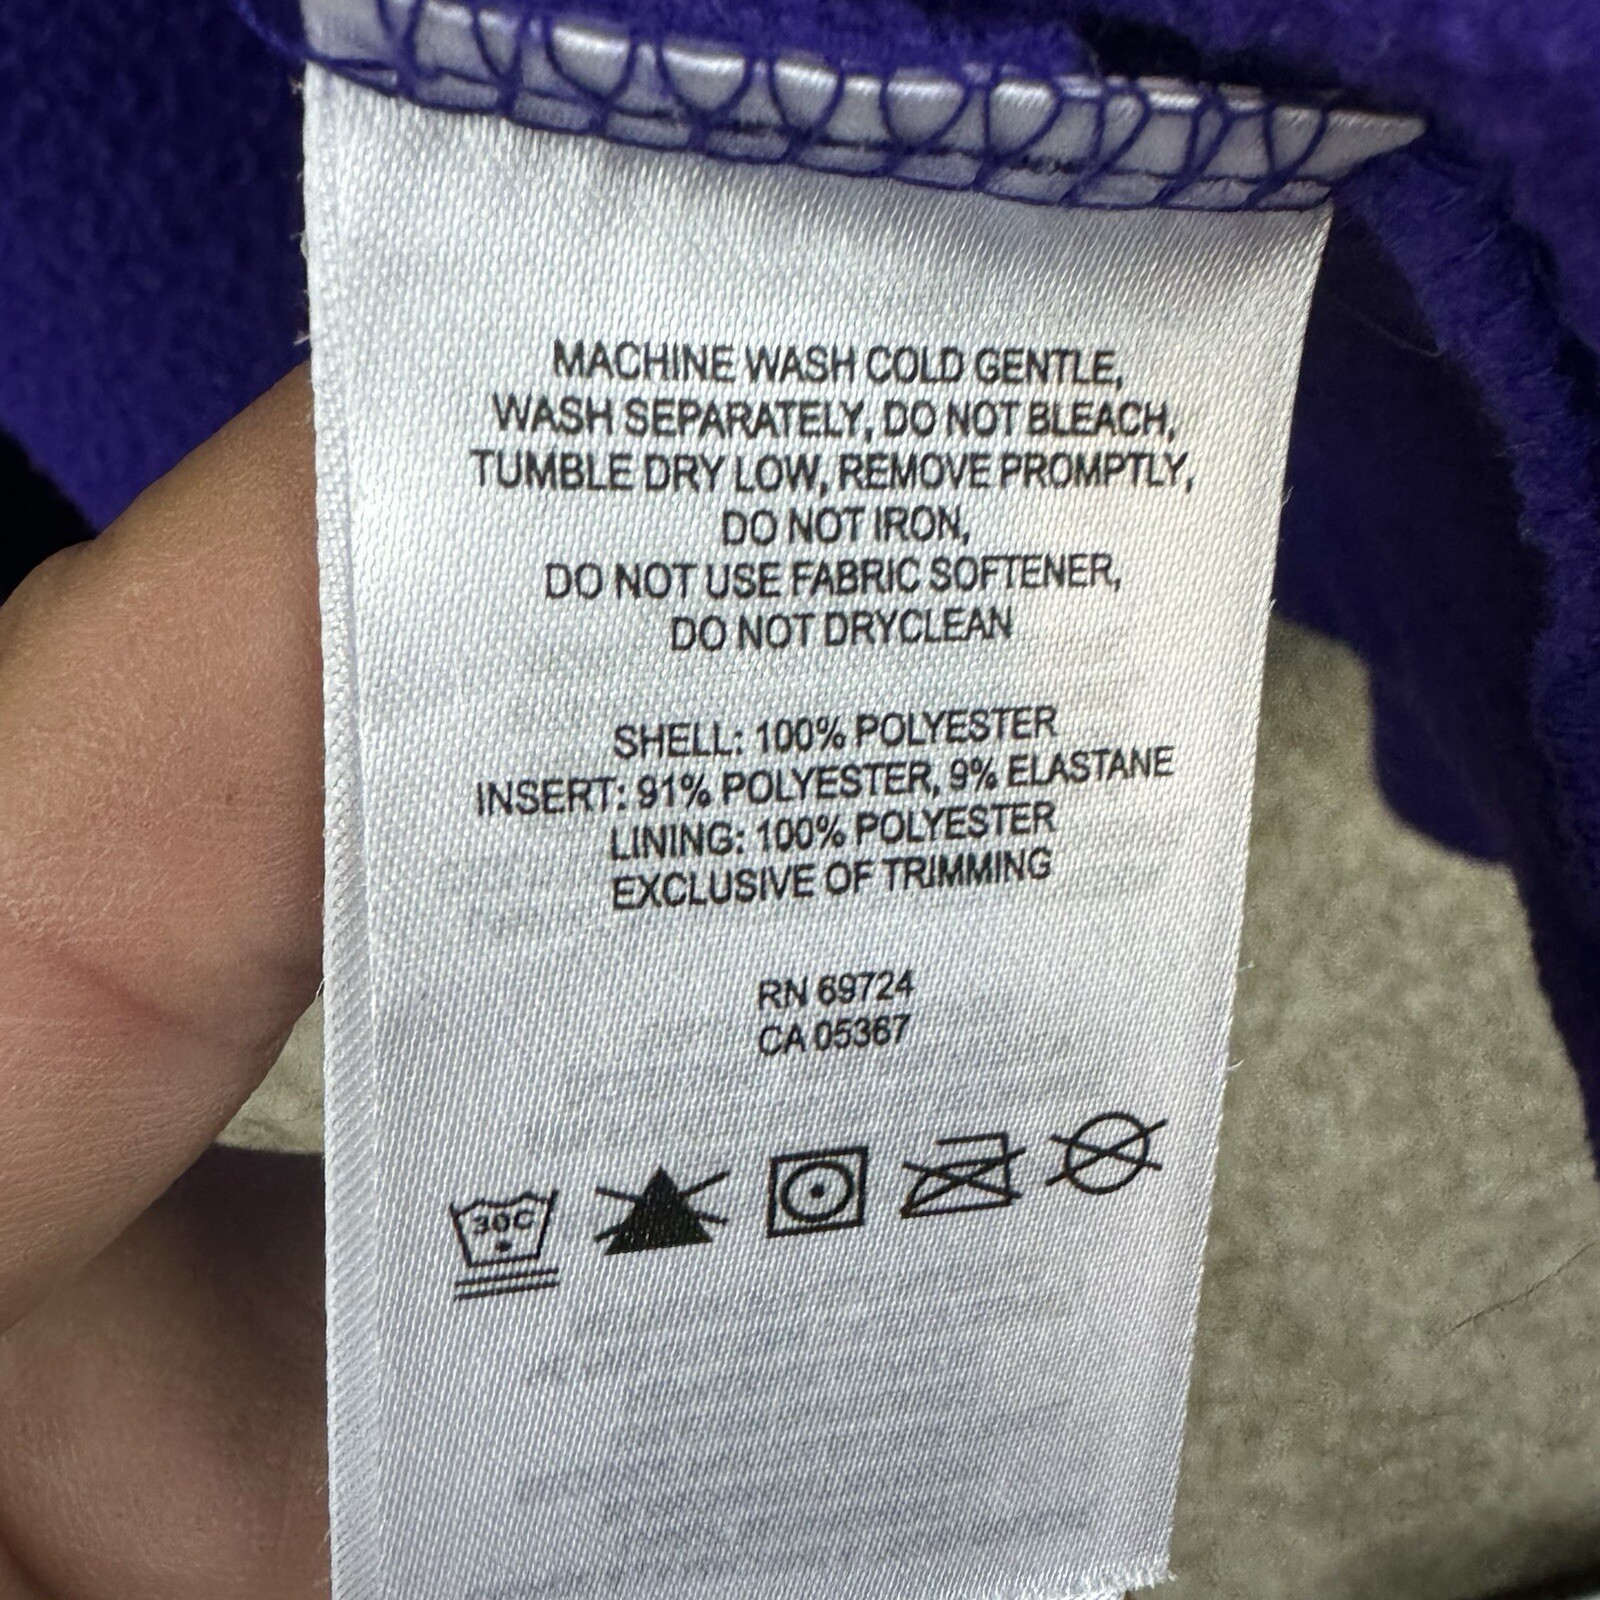 MACHINE WASH COLD GENTLE,
WASH SEPARATELY, DO NOT BLEACH,
TUMBLE DRY LOW, REMOVE PROMPTLY,
DO NOT IRON,
DO NOT USE FABRIC SOFTENER,
DO NOT DRYCLEAN
SHELL: 100% POLYESTER
INSERT: 91% POLYESTER, 9% ELASTANE
LINING: 100% POLYESTER
EXCLUSIVE OF TRIMMING
RN 69724
CA 05367
30C